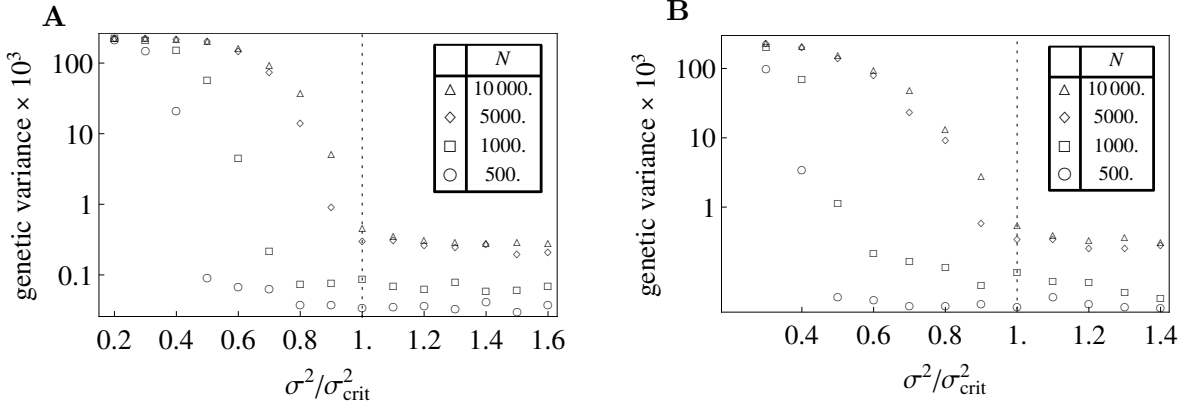 A
genetic variance × 10³
100
10
1
0.1
0.2 0.4 0.6 0.8 1. 1.2 1.4 1.6
σ²/σ²crit
N
10 000.
5000.
1000.
500.
B
genetic variance × 10³
100
10
1
0.4 0.6 0.8 1. 1.2 1.4
σ²/σ²crit
N
10 000.
5000.
1000.
500.